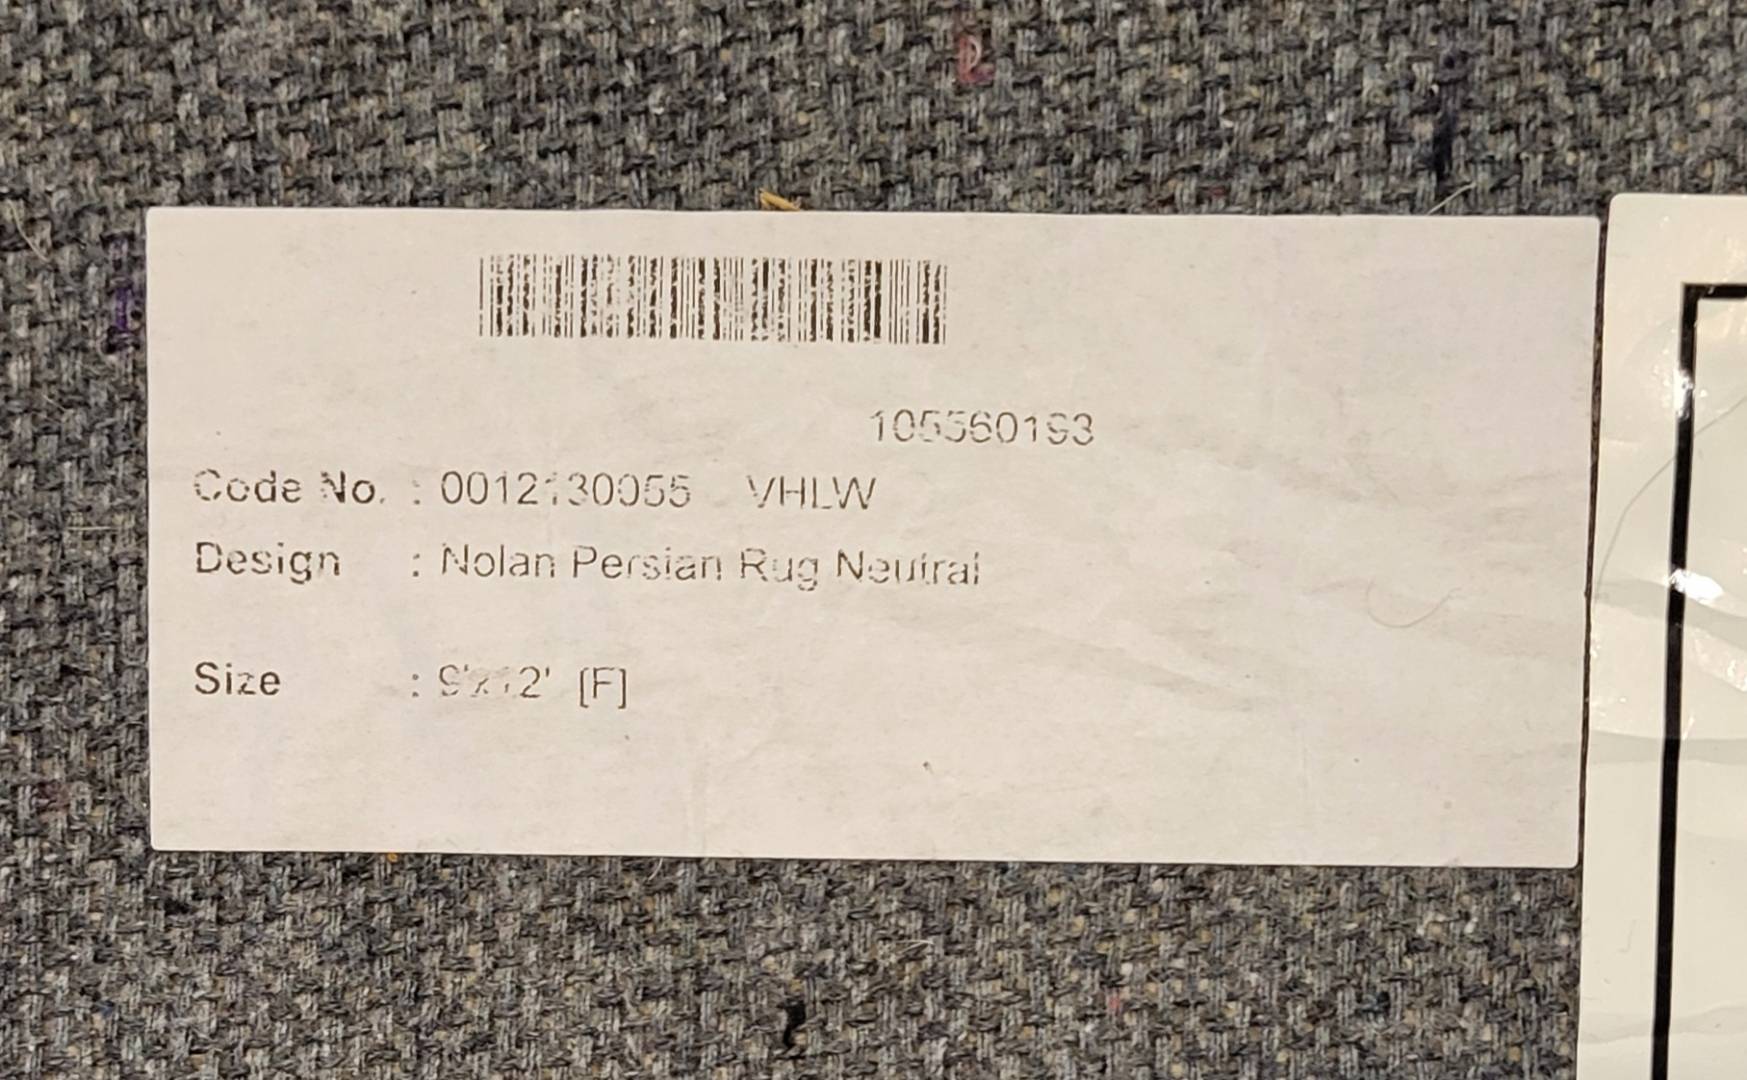 105560193
Code No. : 0012130055 VHLW
Design : Nolan Persian Rug Neutral
Size : 9'x12' [F]